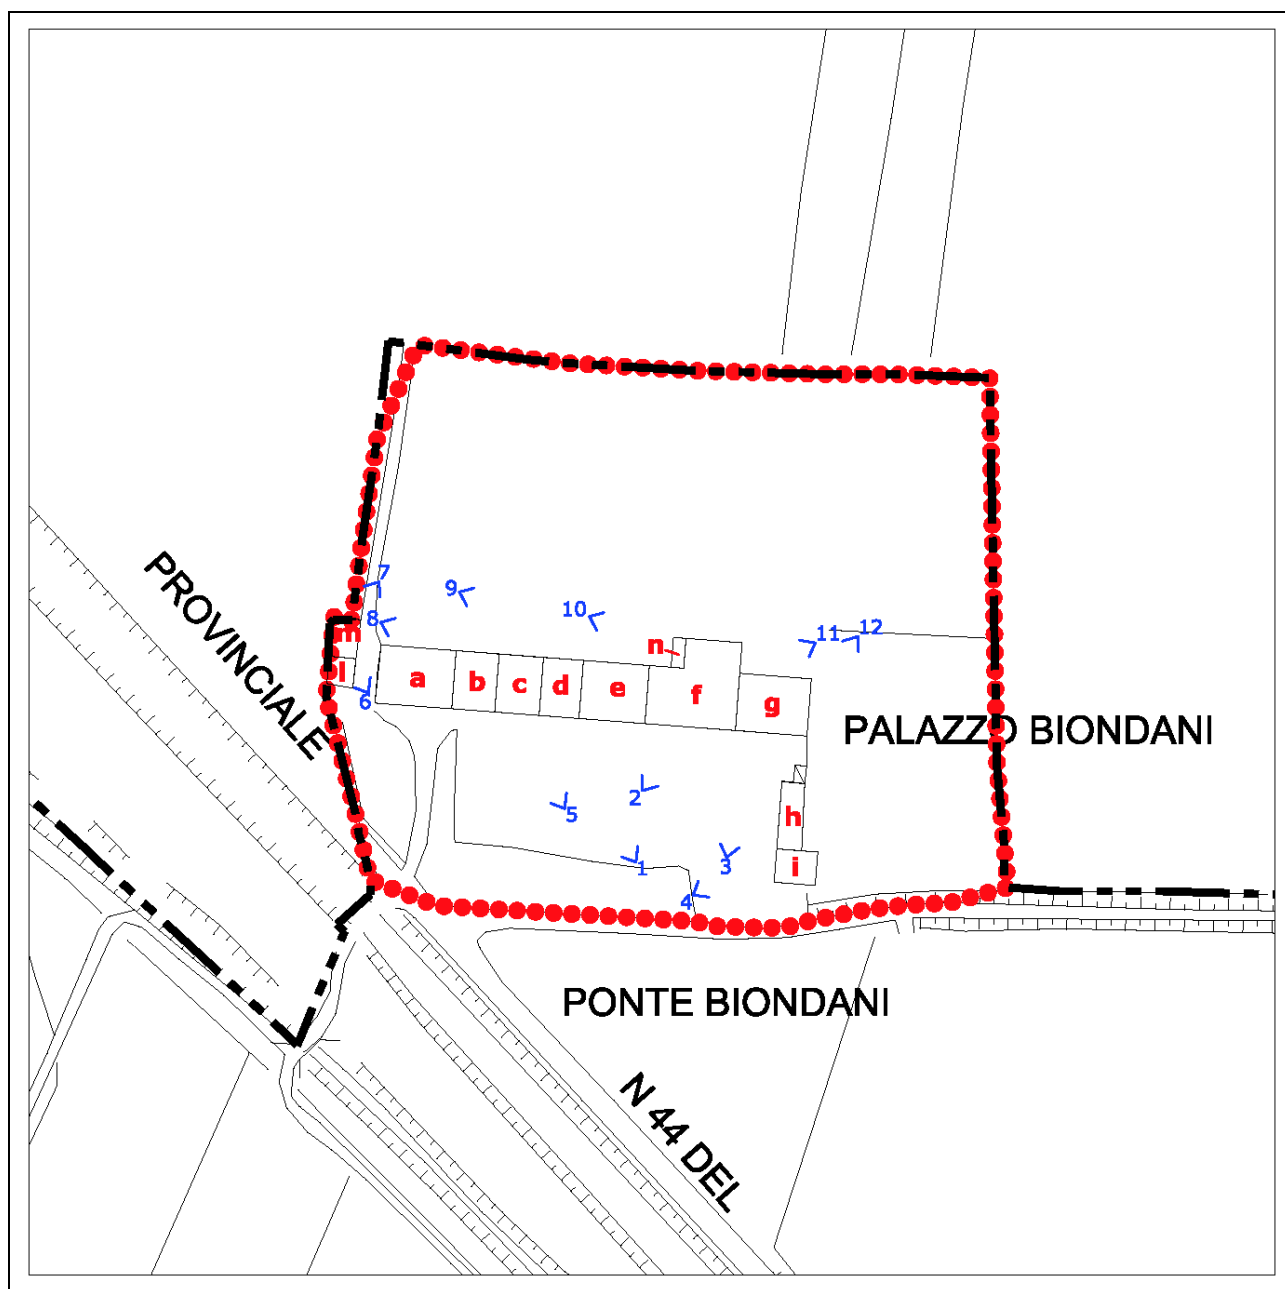 PROVINCIALE
7
9
8
10
11
12
m
n
l
a
b
c
d
e
f
g
6
PALAZZO BIONDANI
2
5
h
1
3
i
4
PONTE BIONDANI
N 44 DEL